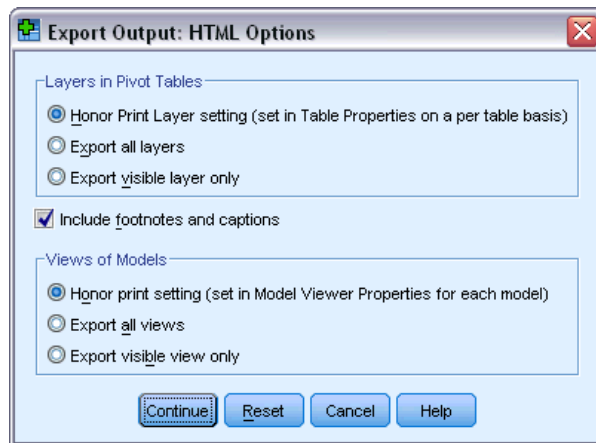 Export Output: HTML Options
Layers in Pivot Tables
Honor Print Layer setting (set in Table Properties on a per table basis)
Export all layers
Export visible layer only
Include footnotes and captions
Views of Models
Honor print setting (set in Model Viewer Properties for each model)
Export all views
Export visible view only
Continue Reset Cancel Help